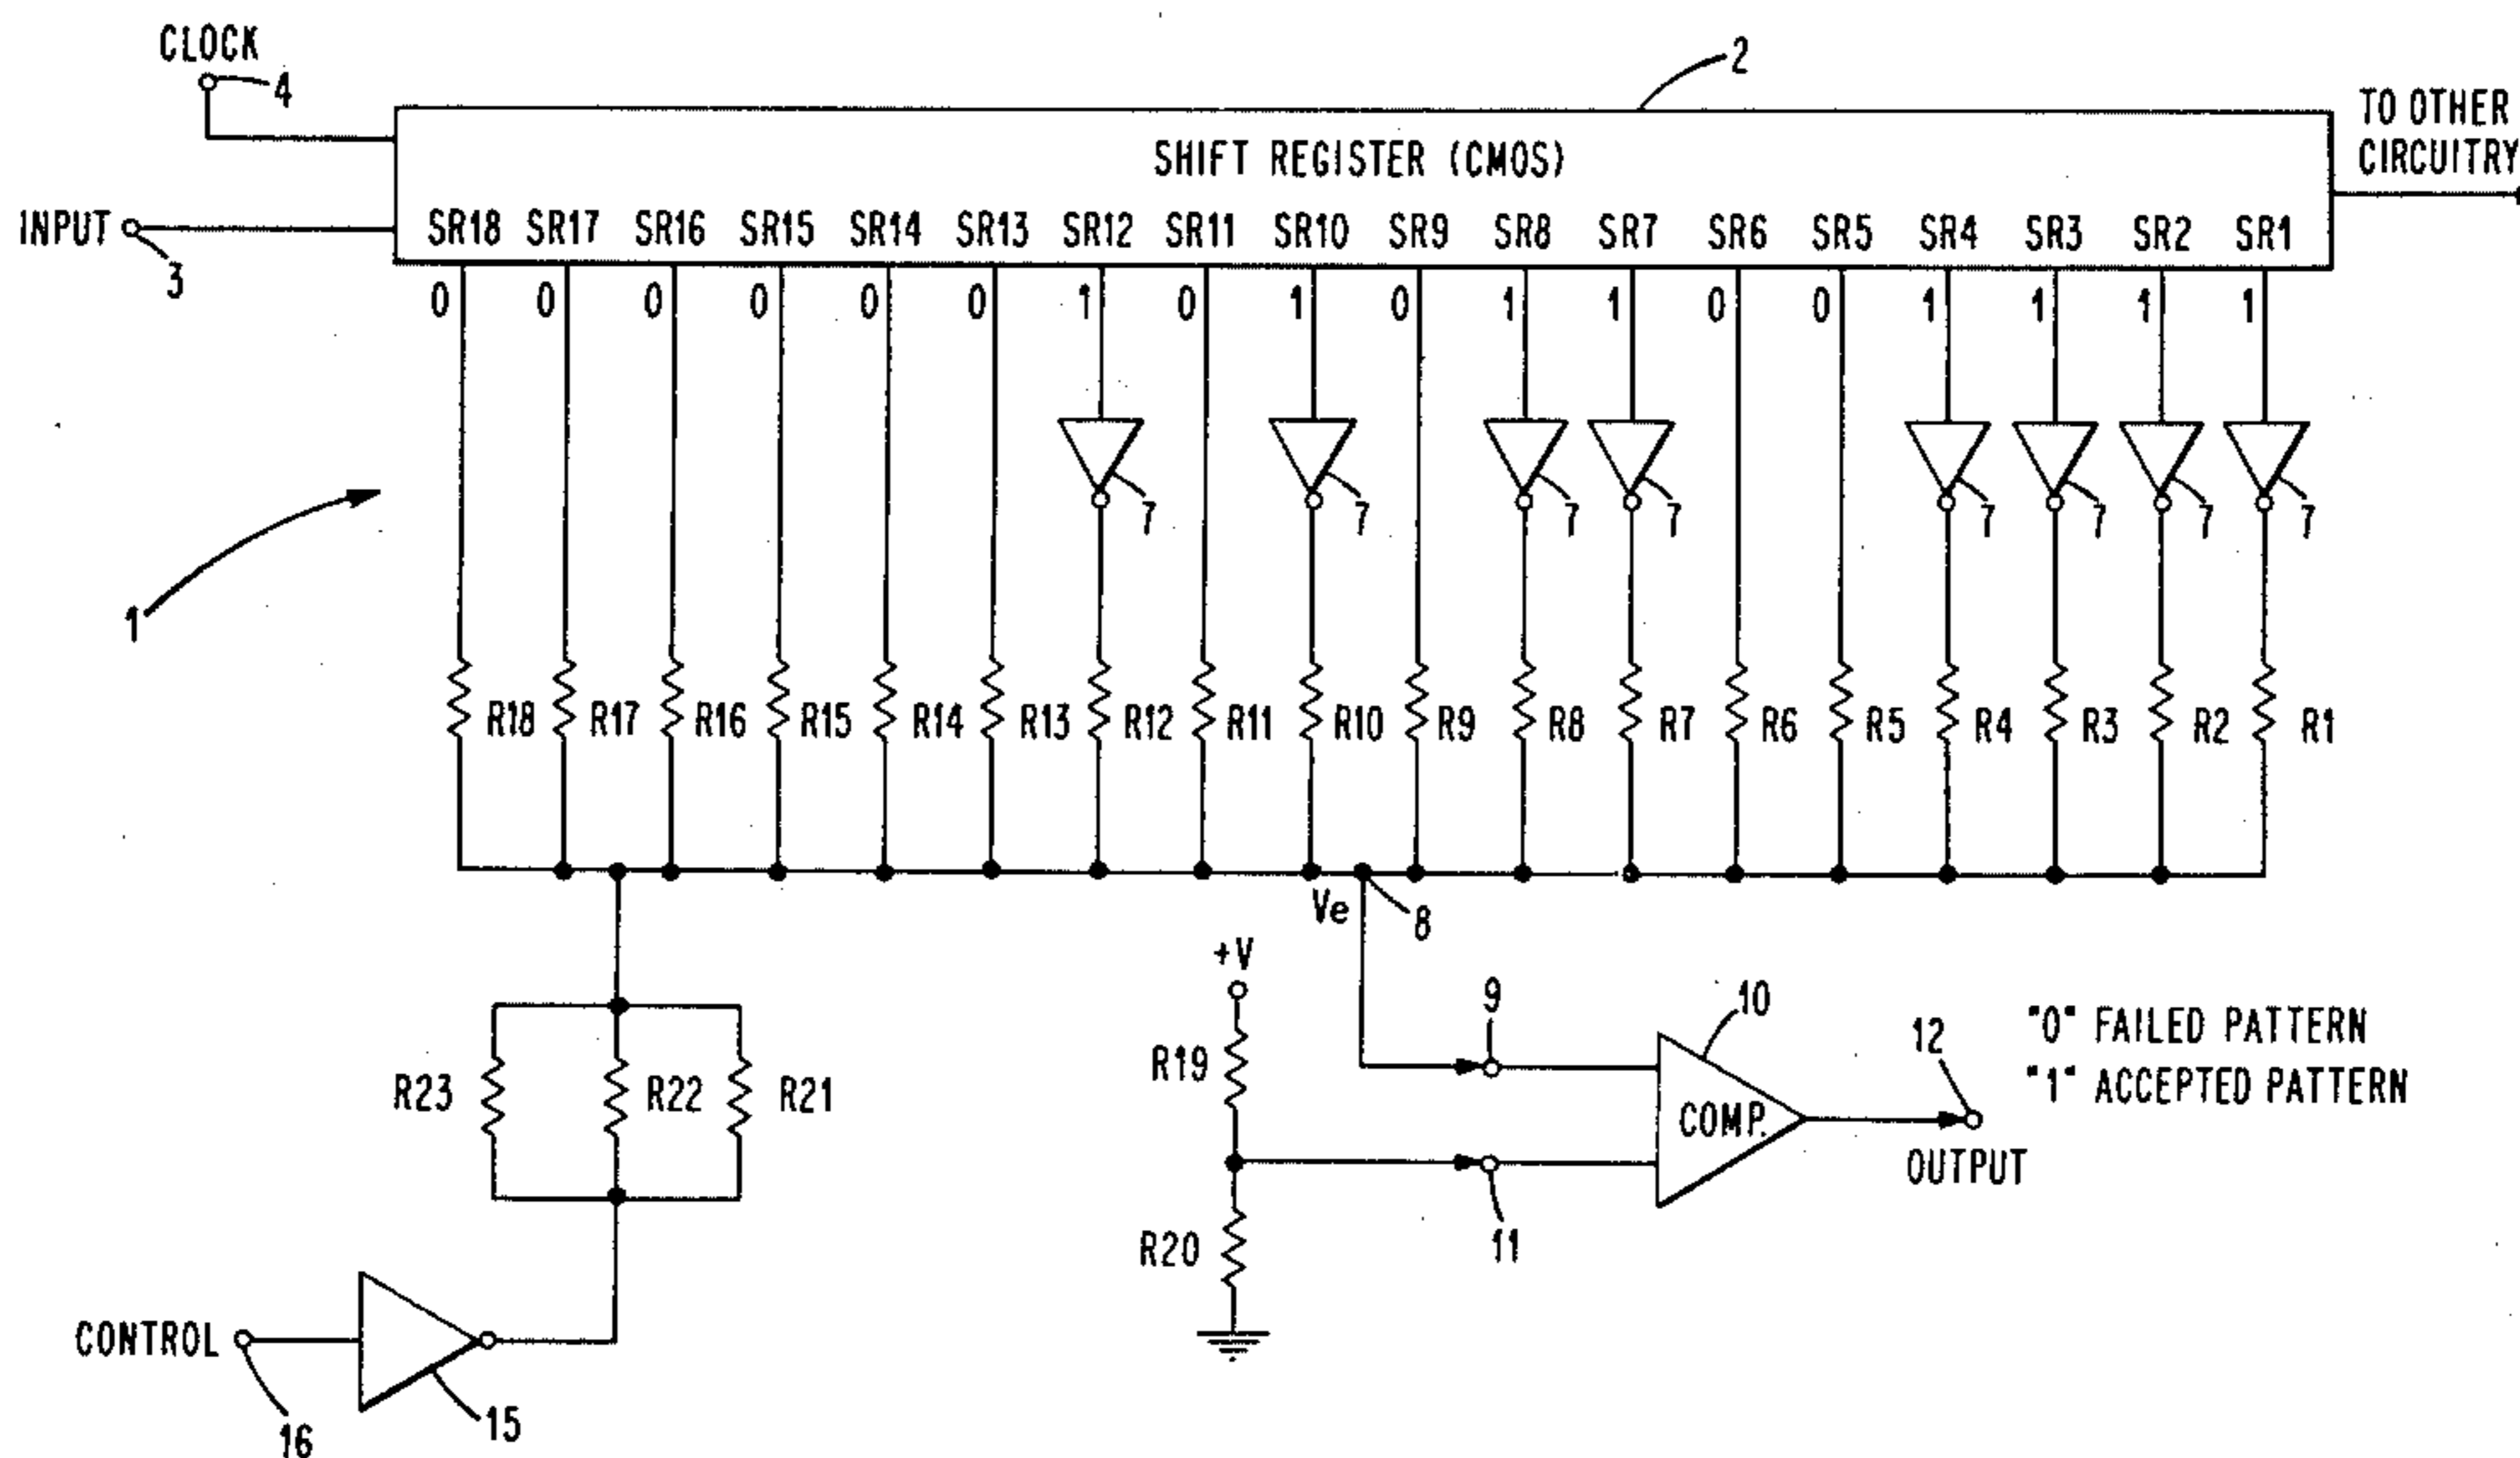 CLOCK
4
2
TO OTHER
CIRCUITRY
SHIFT REGISTER (CMOS)
INPUT
3
SR18 SR17 SR16 SR15 SR14 SR13 SR12 SR11 SR10 SR9 SR8 SR7 SR6 SR5 SR4 SR3 SR2 SR1
0 0 0 0 0 0 1 0 1 0 1 1 0 0 1 1 1 1
7 7 7 7 7 7 7 7
1
R18 R17 R16 R15 R14 R13 R12 R11 R10 R9 R8 R7 R6 R5 R4 R3 R2 R1
Ve 8
+V
9 10
R23 R22 R21
R19
COMP.
12
"0" FAILED PATTERN
"1" ACCEPTED PATTERN
OUTPUT
R20
11
CONTROL
16
15